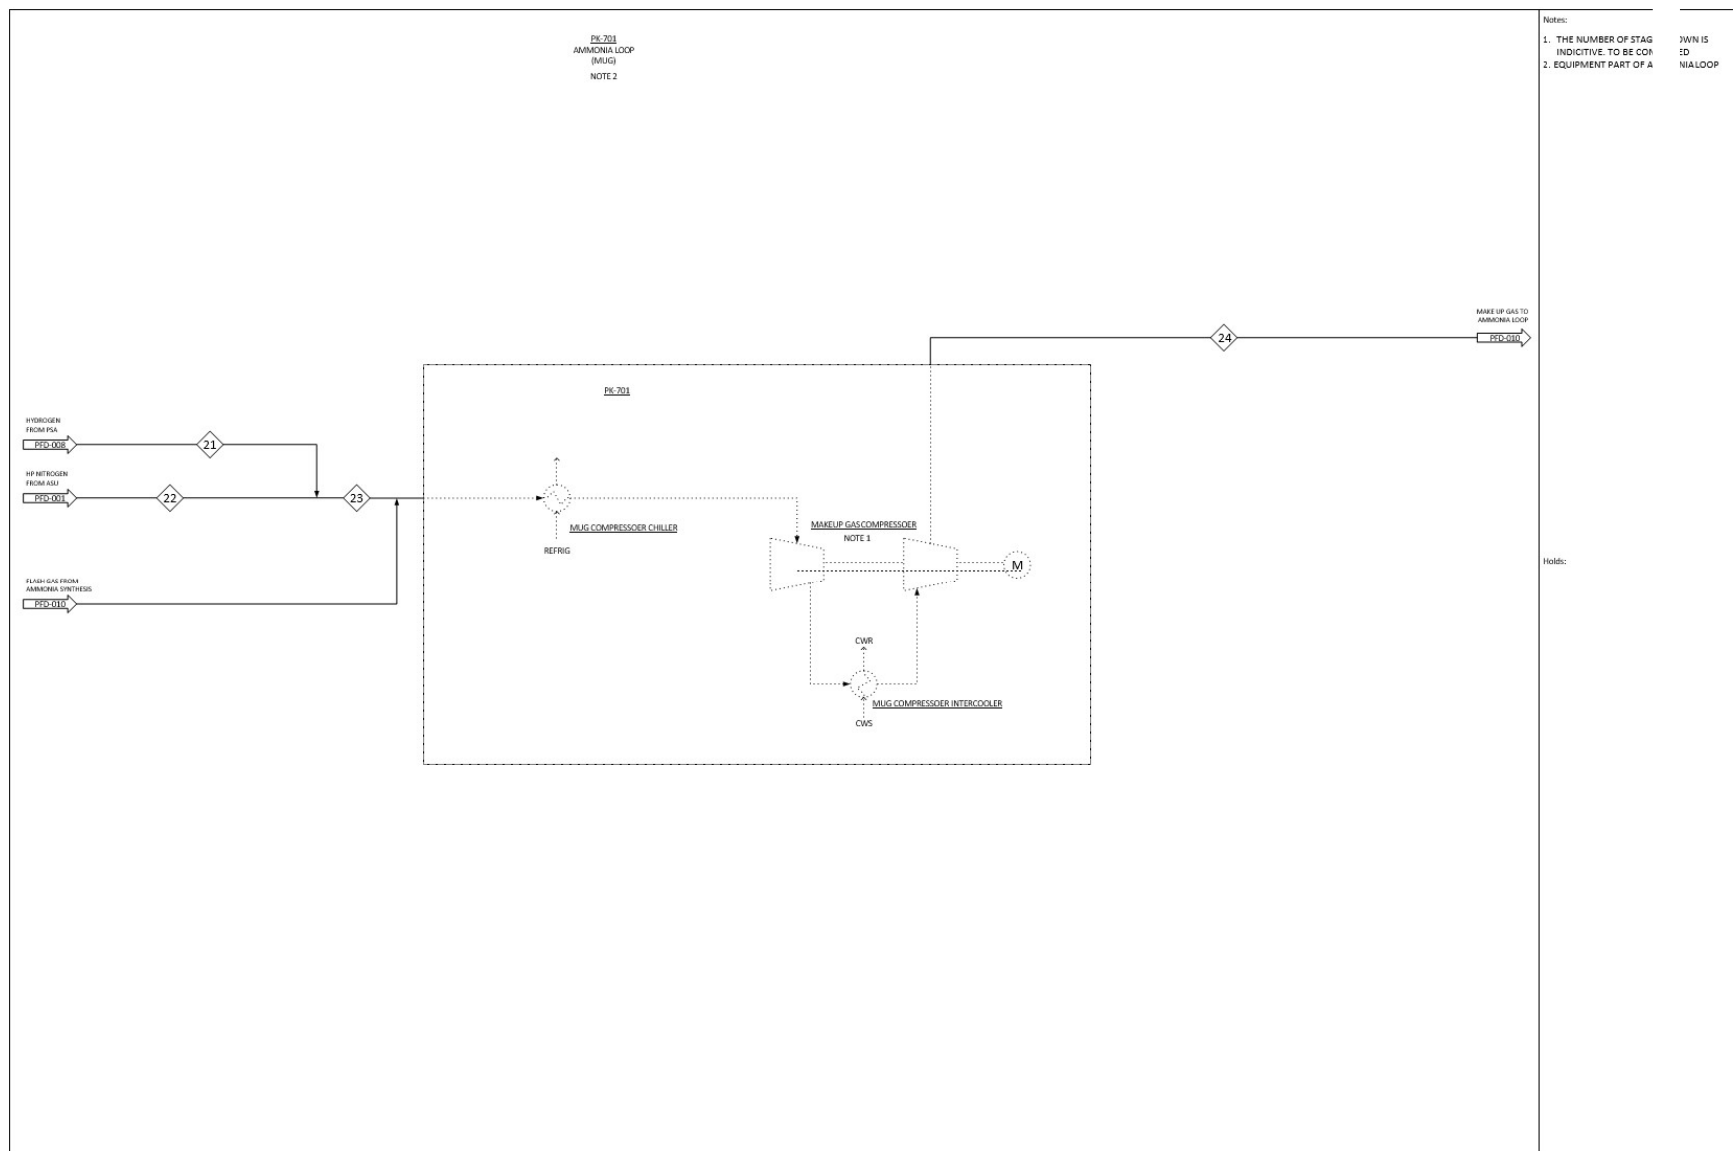 PK-701
AMMONIA LOOP
(MUG)
NOTE 2
Notes:
1. THE NUMBER OF STAG OWN IS
INDICITIVE. TO BE CON ED
2. EQUIPMENT PART OF A NIA LOOP
MAKE UP GAS TO
AMMONIA LOOP
24
PFD-010
PK-701
HYDROGEN
FROM PSA
PFD-008
21
HP NITROGEN
FROM ASU
PFD-001
22
23
MUG COMPRESSOER CHILLER
REFRIG
MAKEUP GAS COMPRESSOER
NOTE 1
M
Holds:
FLASH GAS FROM
AMMONIA SYNTHESIS
PFD-010
CWR
MUG COMPRESSOER INTERCOOLER
CWS